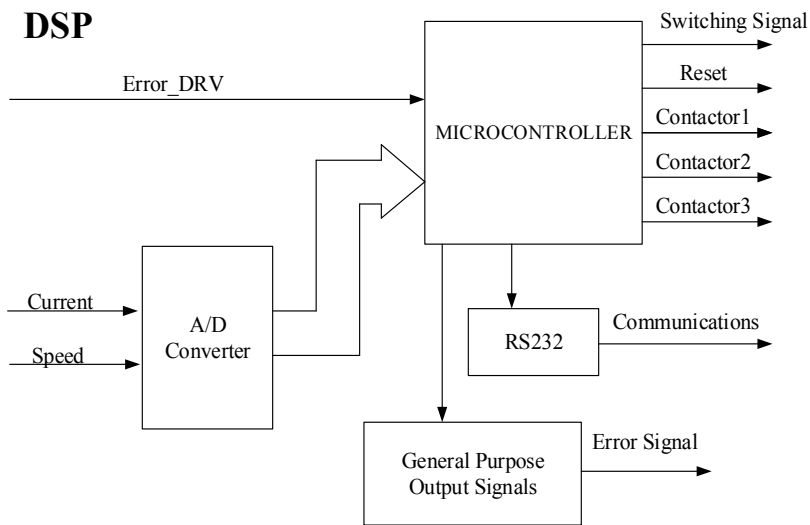 DSP
Switching Signal
Error_DRV
Reset
MICROCONTROLLER
Contactor1
Contactor2
Contactor3
Current
Speed
A/D
Converter
RS232
Communications
General Purpose
Output Signals
Error Signal